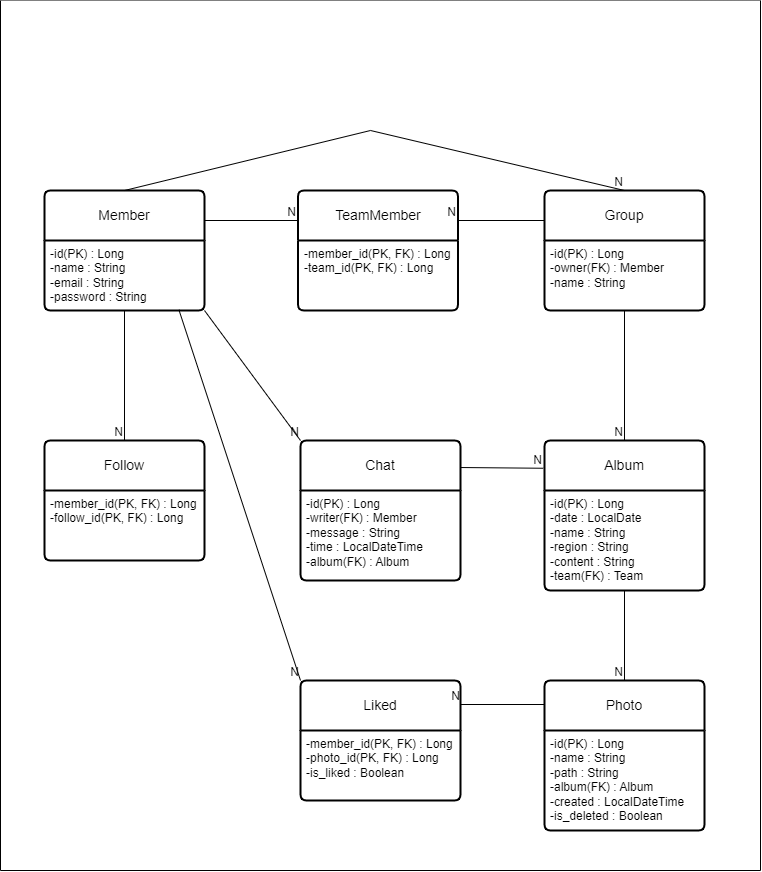 N
Member
-id(PK) : Long
-name : String
-email : String
-password : String
N
TeamMember
N
-member_id(PK, FK) : Long
-team_id(PK, FK) : Long
Group
-id(PK) : Long
-owner(FK) : Member
-name : String
N
Follow
-member_id(PK, FK) : Long
-follow_id(PK, FK) : Long
N
Chat
-id(PK) : Long
-writer(FK) : Member
-message : String
-time : LocalDateTime
-album(FK) : Album
N
N
Album
-id(PK) : Long
-date : LocalDate
-name : String
-region : String
-content : String
-team(FK) : Team
N
Liked
N
-member_id(PK, FK) : Long
-photo_id(PK, FK) : Long
-is_liked : Boolean
N
Photo
-id(PK) : Long
-name : String
-path : String
-album(FK) : Album
-created : LocalDateTime
-is_deleted : Boolean